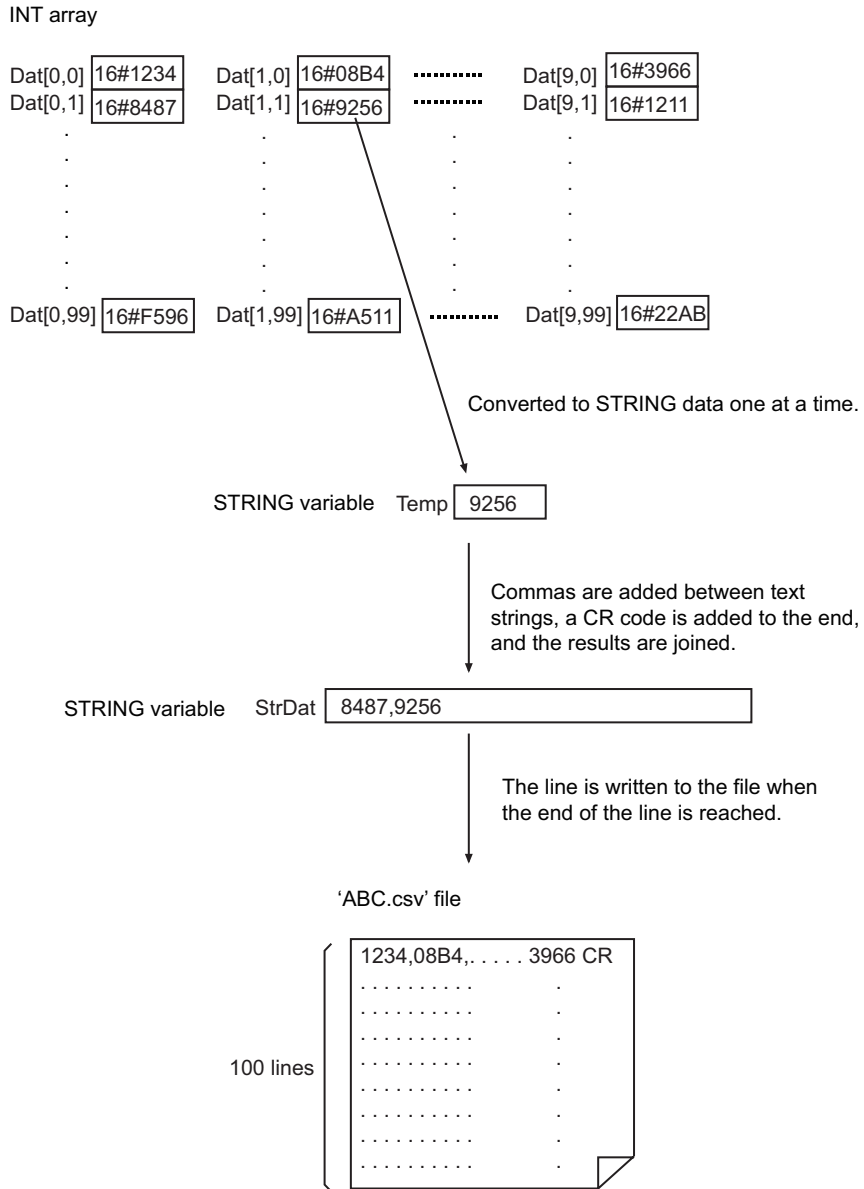 INT array
Dat[0,0] 16#1234 Dat[1,0] 16#08B4 ............ Dat[9,0] 16#3966
Dat[0,1] 16#8487 Dat[1,1] 16#9256 ............ Dat[9,1] 16#1211
. . . .
. . . .
. . . .
. . . .
. . . .
. . . .
. . . .
Dat[0,99] 16#F596 Dat[1,99] 16#A511 ............ Dat[9,99] 16#22AB
Converted to STRING data one at a time.
STRING variable Temp 9256
Commas are added between text
strings, a CR code is added to the end,
and the results are joined.
STRING variable StrDat 8487,9256
The line is written to the file when
the end of the line is reached.
‘ABC.csv’ file
1234,08B4,. . . . . 3966 CR
. . . . . . . . . . .
. . . . . . . . . . .
. . . . . . . . . . .
100 lines . . . . . . . . . . .
. . . . . . . . . . .
. . . . . . . . . . .
. . . . . . . . . . .
. . . . . . . . . . .